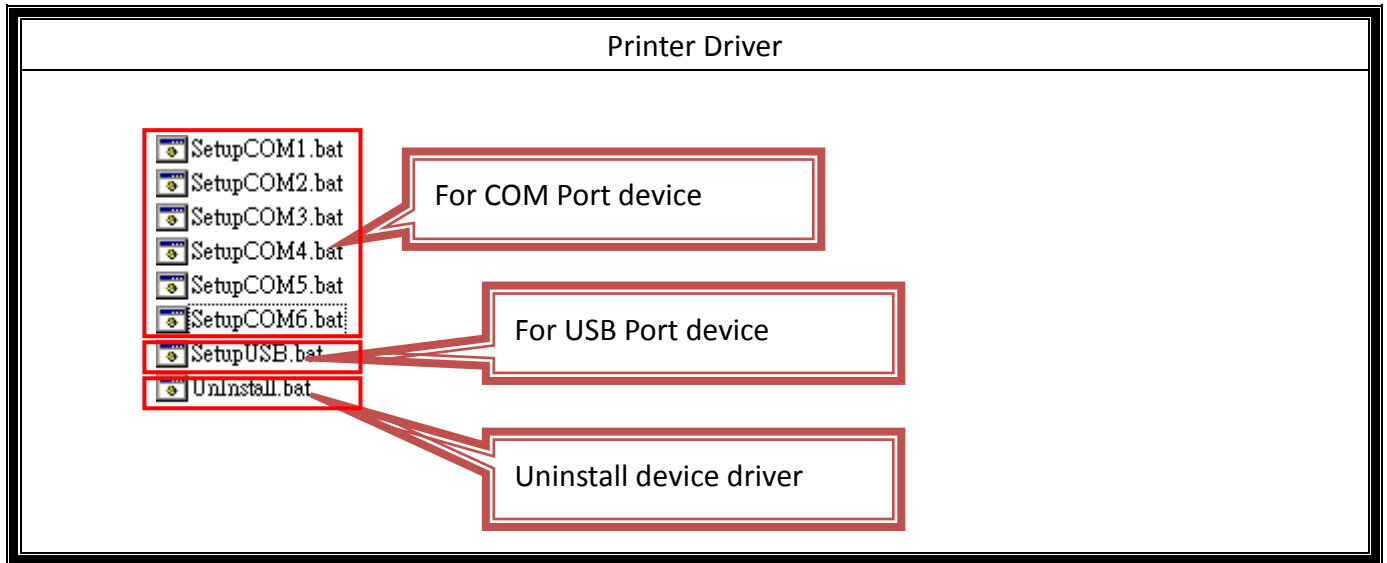 Printer Driver
SetupCOM1.bat
SetupCOM2.bat
SetupCOM3.bat
SetupCOM4.bat
SetupCOM5.bat
SetupCOM6.bat
SetupUSB.bat
UnInstall.bat
For COM Port device
For USB Port device
Uninstall device driver